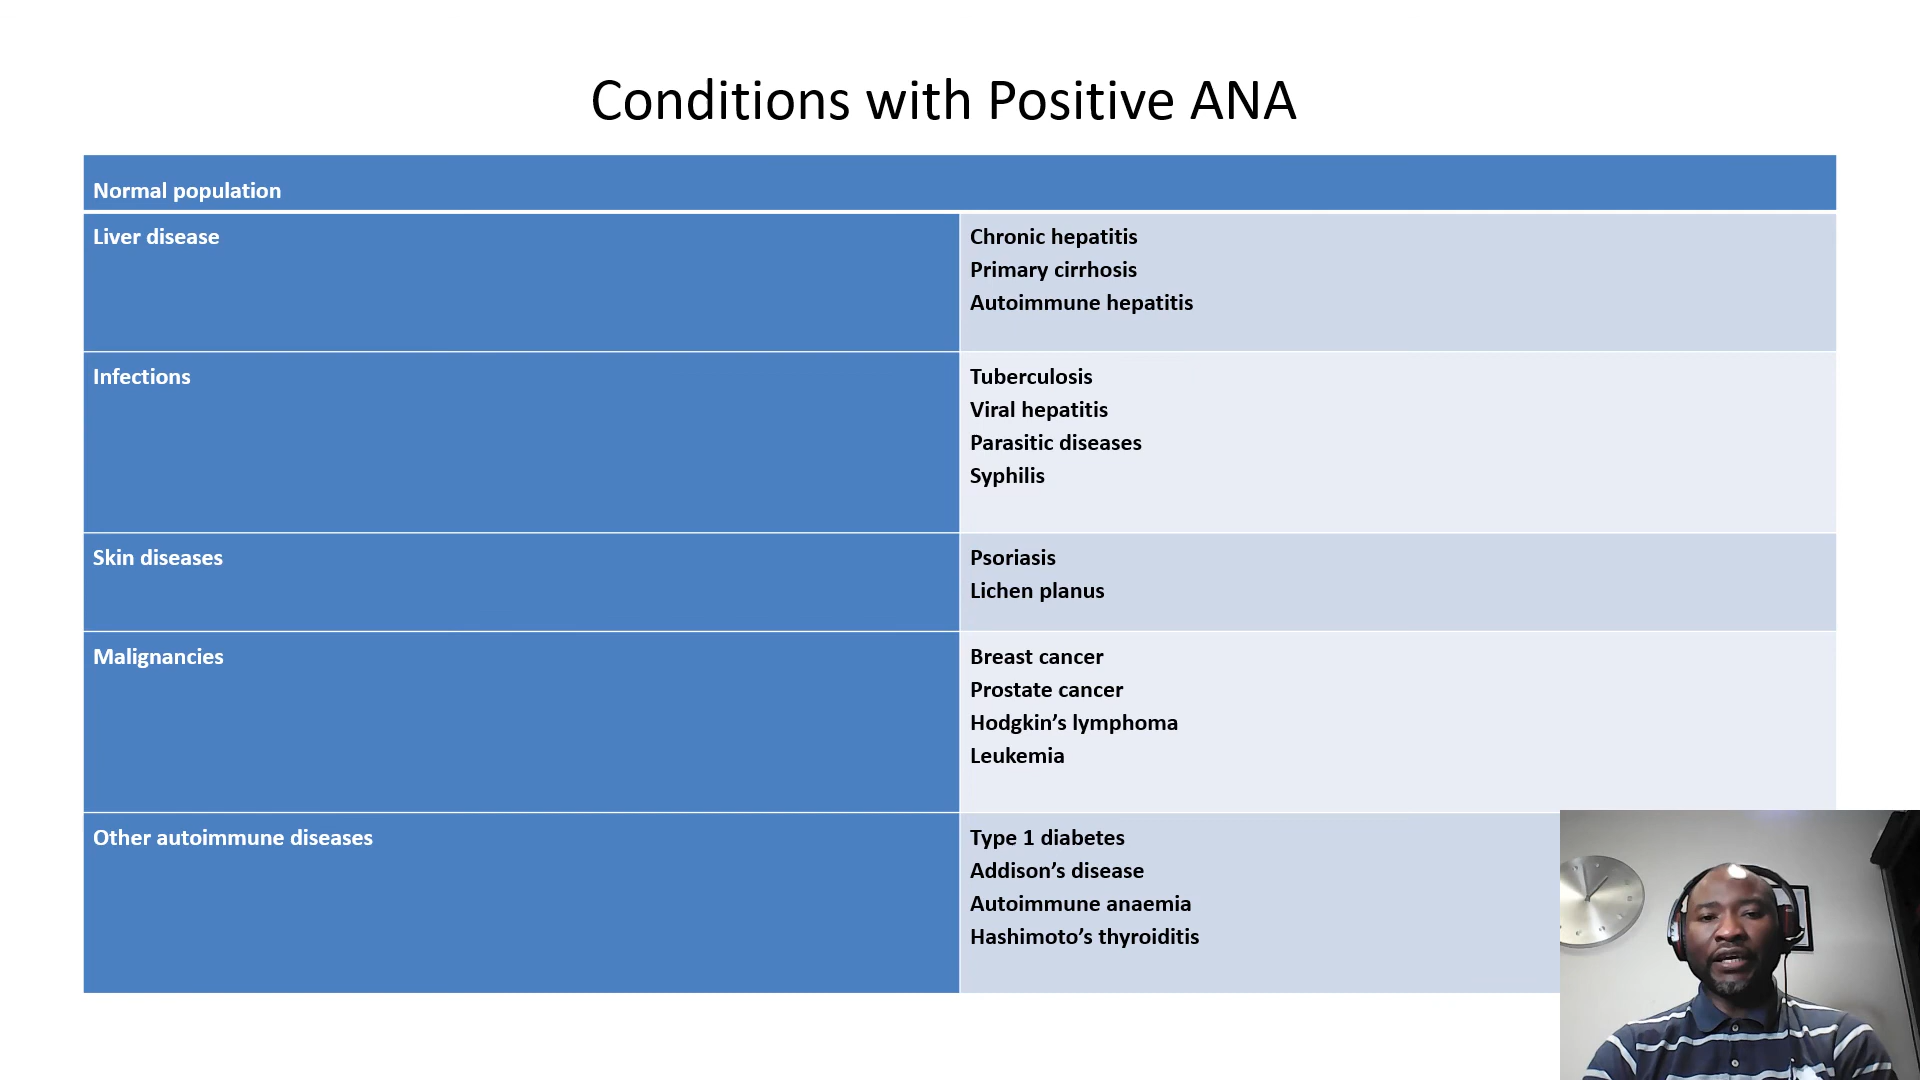 Conditions with Positive ANA
Normal population
Liver disease
Chronic hepatitis
Primary cirrhosis
Autoimmune hepatitis
Infections
Tuberculosis
Viral hepatitis
Parasitic diseases
Syphilis
Skin diseases
Psoriasis
Lichen planus
Malignancies
Breast cancer
Prostate cancer
Hodgkin’s lymphoma
Leukemia
Other autoimmune diseases
Type 1 diabetes
Addison’s disease
Autoimmune anaemia
Hashimoto’s thyroiditis